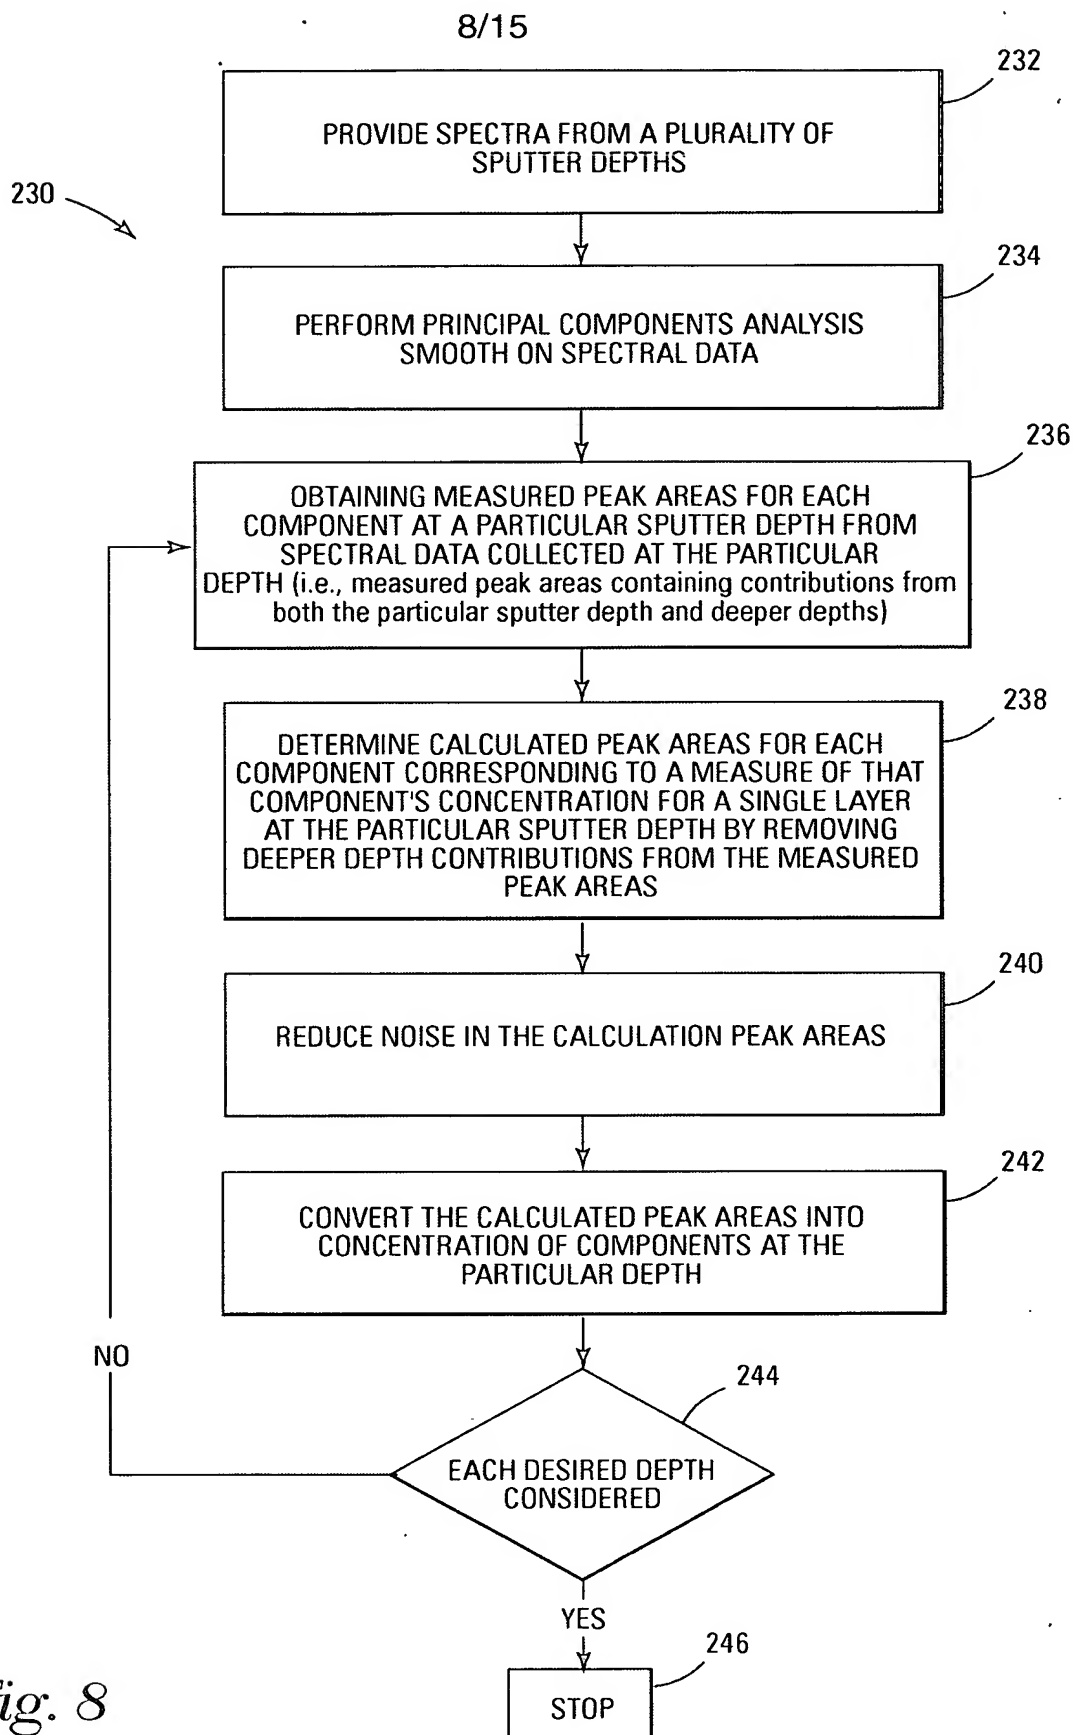 8/15
232
PROVIDE SPECTRA FROM A PLURALITY OF
SPUTTER DEPTHS
230
234
PERFORM PRINCIPAL COMPONENTS ANALYSIS
SMOOTH ON SPECTRAL DATA
236
OBTAINING MEASURED PEAK AREAS FOR EACH
COMPONENT AT A PARTICULAR SPUTTER DEPTH FROM
SPECTRAL DATA COLLECTED AT THE PARTICULAR
DEPTH (i.e., measured peak areas containing contributions from
both the particular sputter depth and deeper depths)
238
DETERMINE CALCULATED PEAK AREAS FOR EACH
COMPONENT CORRESPONDING TO A MEASURE OF THAT
COMPONENT'S CONCENTRATION FOR A SINGLE LAYER
AT THE PARTICULAR SPUTTER DEPTH BY REMOVING
DEEPER DEPTH CONTRIBUTIONS FROM THE MEASURED
PEAK AREAS
240
REDUCE NOISE IN THE CALCULATION PEAK AREAS
242
CONVERT THE CALCULATED PEAK AREAS INTO
CONCENTRATION OF COMPONENTS AT THE
PARTICULAR DEPTH
NO
244
EACH DESIRED DEPTH
CONSIDERED
YES
246
STOP
ig. 8